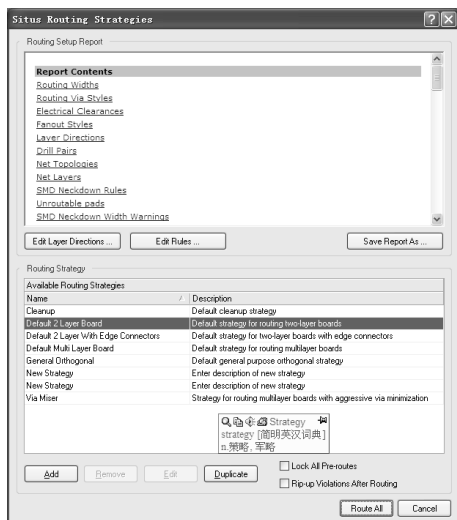 Situs Routing Strategies
Routing Setup Report
Report Contents
Routing Widths
Routing Via Styles
Electrical Clearances
Fanout Styles
Layer Directions
Drill Pairs
Net Topologies
Net Layers
SMD Neckdown Rules
Unroutable pads
SMD Neckdown Width Warnings
Edit Layer Directions ... Edit Rules ... Save Report As ...
Routing Strategy
Available Routing Strategies
Name / Description
Cleanup Default cleanup strategy
Default 2 Layer Board Default strategy for routing two-layer boards
Default 2 Layer With Edge Connectors Default strategy for two-layer boards with edge connectors
Default Multi Layer Board Default strategy for routing multilayer boards
General Orthogonal Default general purpose orthogonal strategy
New Strategy Enter description of new strategy
New Strategy Enter description of new strategy
Via Miser Strategy for routing multilayer boards with aggressive via minimization
Strategy
strategy [简明英汉词典]
n.策略, 军略
Add Remove Edit Duplicate
Lock All Pre-routes
Rip-up Violations After Routing
Route All Cancel